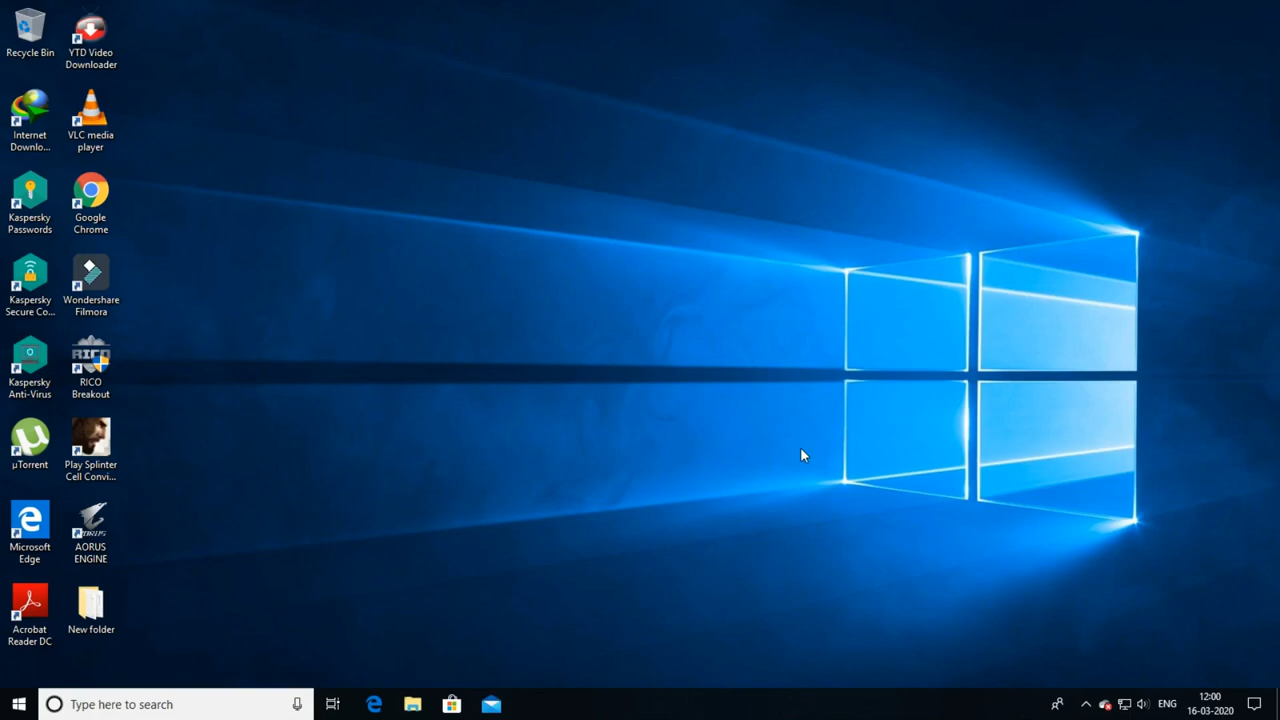 Recycle Bin
YTD Video
Downloader
Internet
Downlo...
VLC media
player
Kaspersky
Passwords
Google
Chrome
Kaspersky
Secure Co...
Wondershare
Filmora
Kaspersky
Anti-Virus
RICO
RICO
Breakout
µTorrent
Play Splinter
Cell Convi...
Microsoft
Edge
AORUS
AORUS
ENGINE
Acrobat
Reader DC
New folder
Type here to search
ENG
12:00
16-03-2020